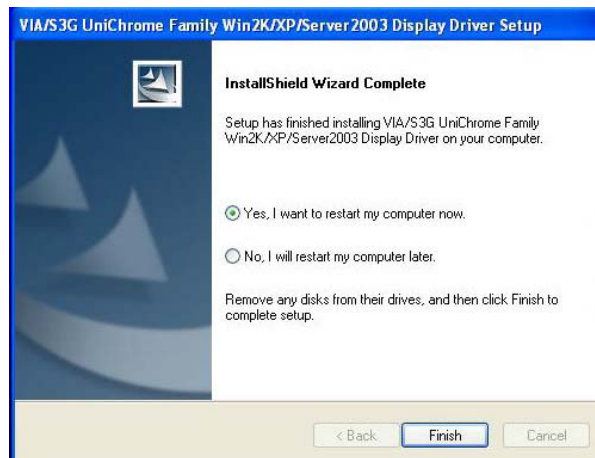 VIA/S3G UniChrome Family Win2K/XP/Server2003 Display Driver Setup
InstallShield Wizard Complete
Setup has finished installing VIA/S3G UniChrome Family
Win2K/XP/Server2003 Display Driver on your computer.
Yes, I want to restart my computer now.
No, I will restart my computer later.
Remove any disks from their drives, and then click Finish to
complete setup.
< Back
Finish
Cancel